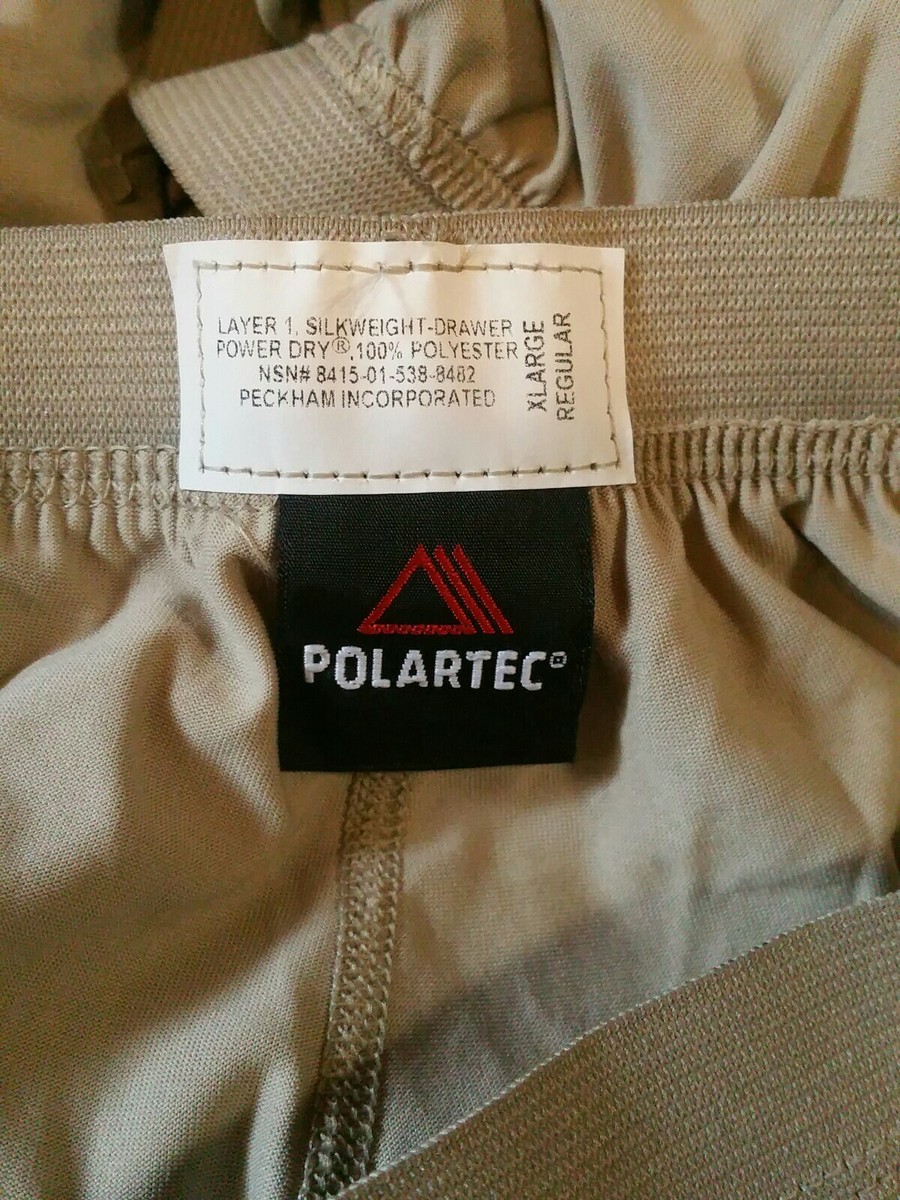 LAYER 1, SILKWEIGHT-DRAWER
POWER DRY®,100% POLYESTER
NSN# 8415-01-538-8482
PECKHAM INCORPORATED
XLARGE
REGULAR
POLARTEC®